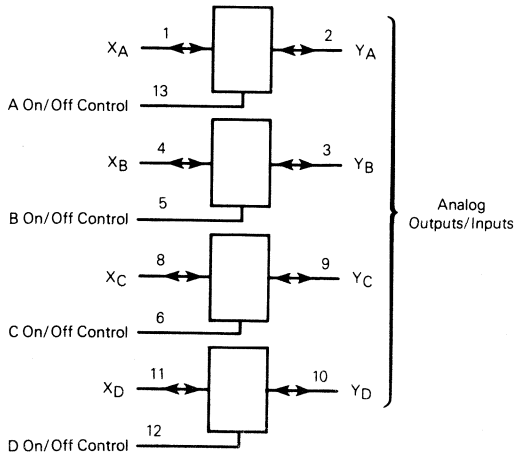 XA 1 2 YA
13
A On/Off Control
XB 4 3 YB
5
B On/Off Control
Analog
Outputs/Inputs
XC 8 9 YC
6
C On/Off Control
XD 11 10 YD
12
D On/Off Control